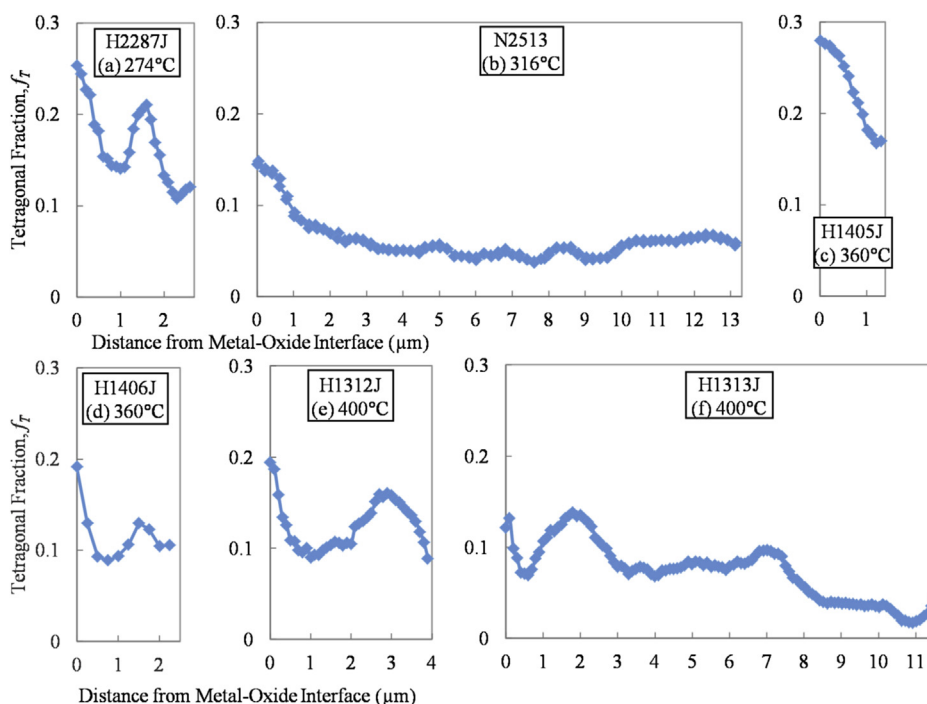 0.3
0.2
0.1
0
Tetragonal Fraction, fT
H2287J
(a) 274°C
0 1 2
0.3
0.2
0.1
0
N2513
(b) 316°C
0 1 2 3 4 5 6 7 8 9 10 11 12 13
0.3
0.2
0.1
0
H1405J
(c) 360°C
0 1
Distance from Metal-Oxide Interface (µm)
0.3
0.2
0.1
0
Tetragonal Fraction, fT
H1406J
(d) 360°C
0 1 2
0.3
0.2
0.1
0
H1312J
(e) 400°C
0 1 2 3 4
0.3
0.2
0.1
0
H1313J
(f) 400°C
0 1 2 3 4 5 6 7 8 9 10 11
Distance from Metal-Oxide Interface (µm)